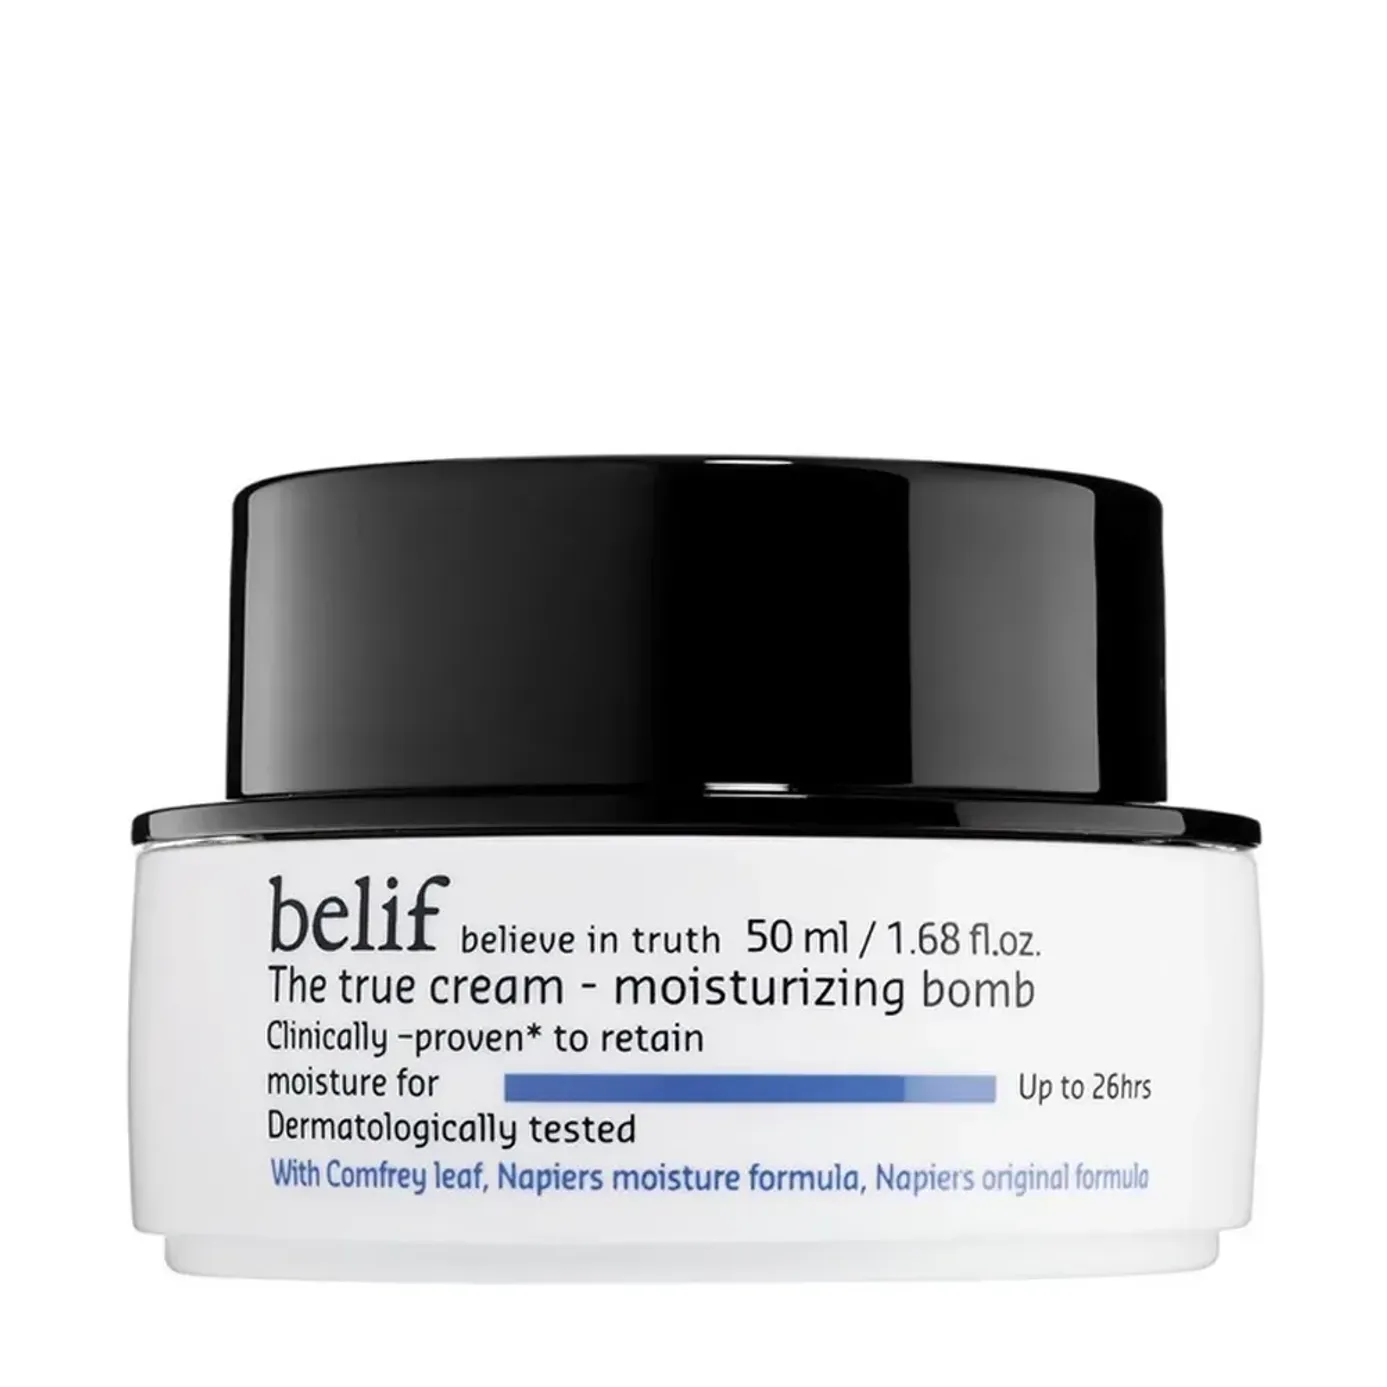 belif believe in truth 50 ml / 1.68 fl.oz.
The true cream - moisturizing bomb
Clinically -proven* to retain
moisture for Up to 26hrs
Dermatologically tested
With Comfrey leaf, Napiers moisture formula, Napiers original formula